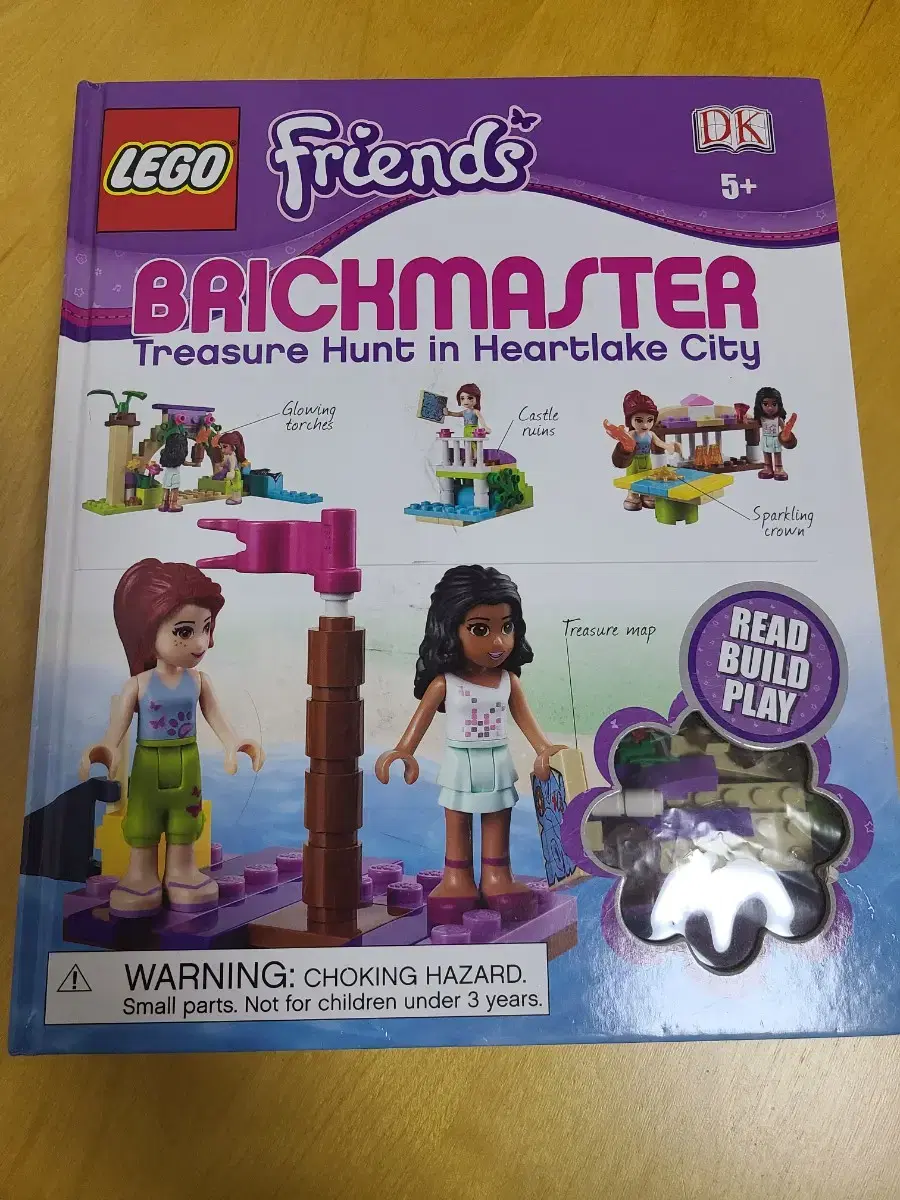 LEGO
Friends
DK
5+
BRICKMASTER
Treasure Hunt in Heartlake City
Glowing
torches
Castle
ruins
Sparkling
crown
Treasure map
READ
BUILD
PLAY
WARNING: CHOKING HAZARD.
Small parts. Not for children under 3 years.